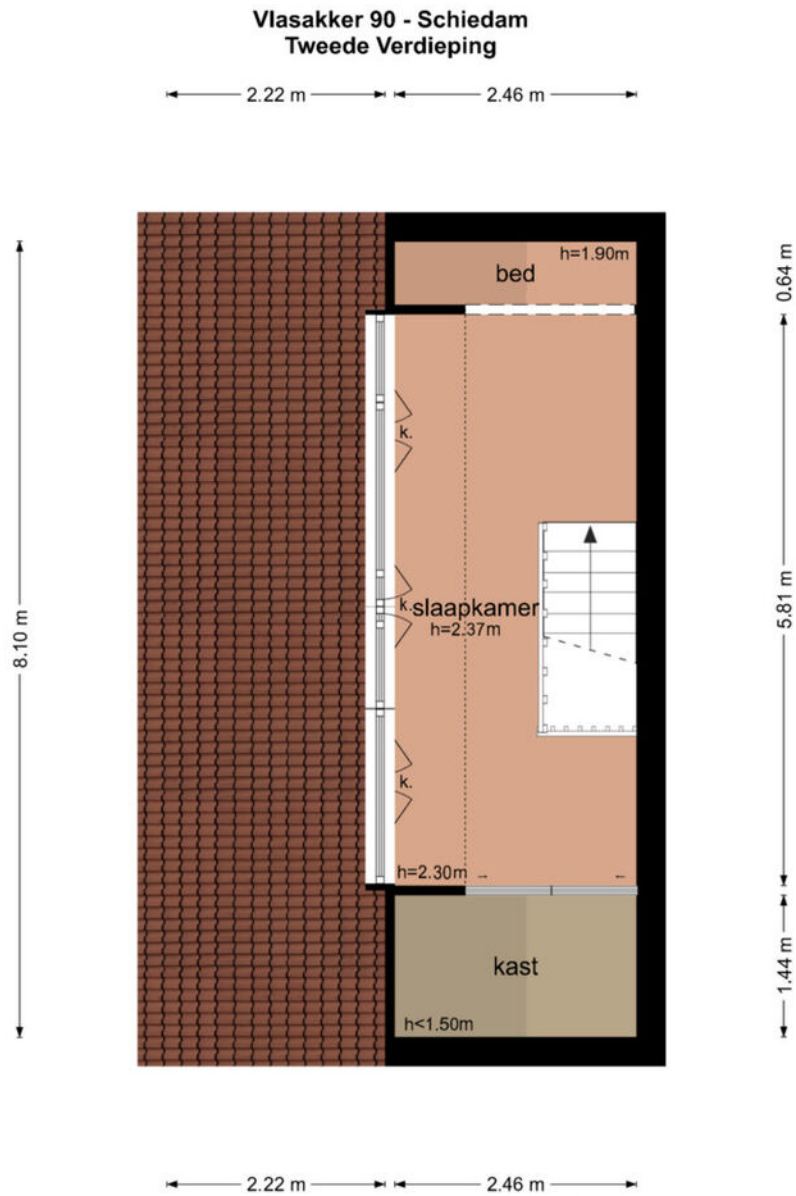 Vlasakker 90 - Schiedam
Tweede Verdieping
2.22 m
2.46 m
h=1.90m
bed
0.64 m
k.
k.
slaapkamer
h=2.37m
8.10 m
5.81 m
k.
h=2.30m
kast
1.44 m
h<1.50m
2.22 m
2.46 m